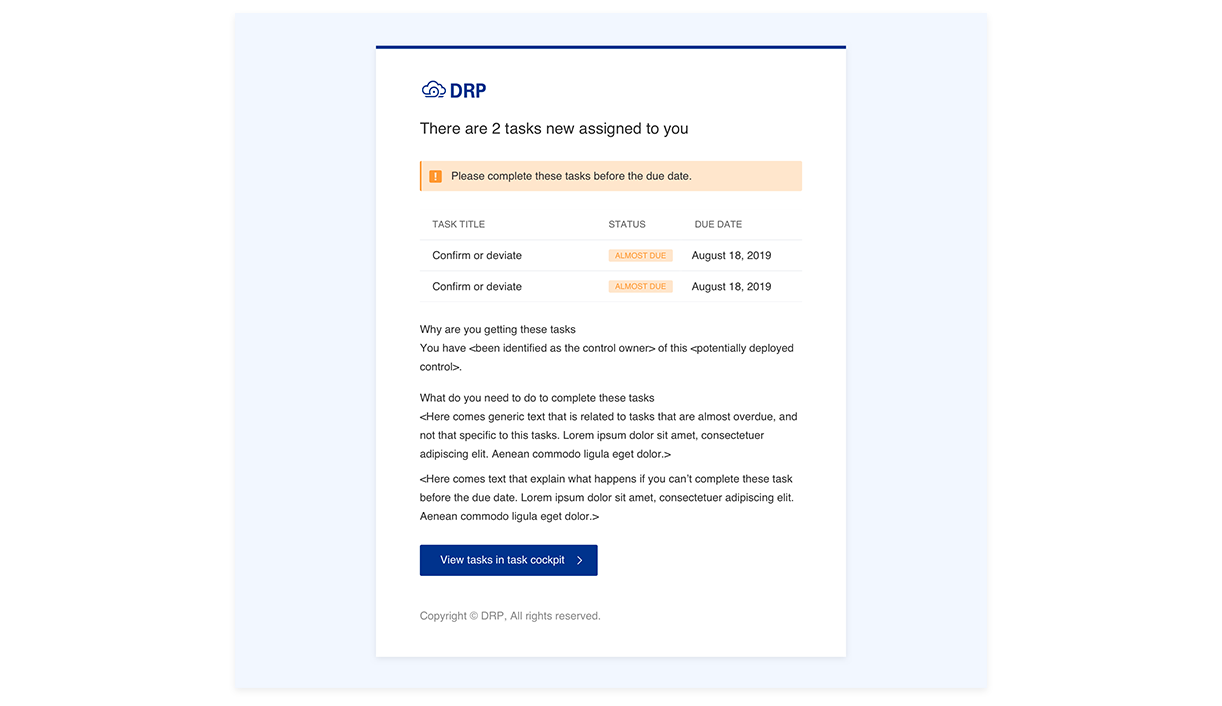 DRP
There are 2 tasks new assigned to you
Please complete these tasks before the due date.
TASK TITLE STATUS DUE DATE
Confirm or deviate ALMOST DUE August 18, 2019
Confirm or deviate ALMOST DUE August 18, 2019
Why are you getting these tasks
You have <been identified as the control owner> of this <potentially deployed
control>.
What do you need to do to complete these tasks
<Here comes generic text that is related to tasks that are almost overdue, and
not that specific to this tasks. Lorem ipsum dolor sit amet, consectetuer
adipiscing elit. Aenean commodo ligula eget dolor.>
<Here comes text that explain what happens if you can’t complete these task
before the due date. Lorem ipsum dolor sit amet, consectetuer adipiscing elit.
Aenean commodo ligula eget dolor.>
View tasks in task cockpit
Copyright © DRP, All rights reserved.